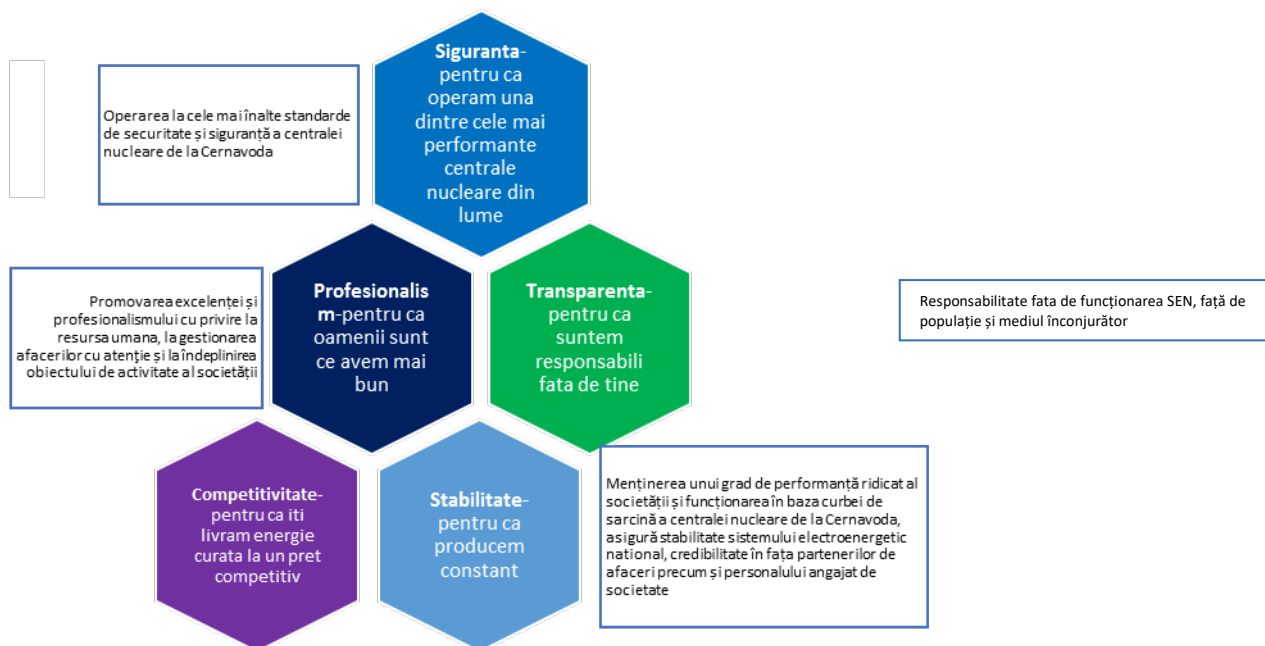 Siguranta-
pentru ca
operam una
dintre cele mai
performante
centrale
nucleare din
lume
Operarea la cele mai înalte standarde
de securitate și siguranță a centralei
nucleare de la Cernavoda
Promovarea excelenței și
profesionalismului cu privire la
resursa umana, la gestionarea
afacerilor cu atenție și la îndeplinirea
obiectului de activitate al societății
Profesionalis
m-pentru ca
oamenii sunt
ce avem mai
bun
Transparenta-
pentru ca
suntem
responsabili
fata de tine
Responsabilitate fata de funcționarea SEN, față de
populație și mediul înconjurător
Competitivitate-
pentru ca iti
livram energie
curata la un pret
competitiv
Stabilitate-
pentru ca
producem
constant
Menținerea unui grad de performanță ridicat al
societății și funcționarea în baza curbei de
sarcină a centralei nucleare de la Cernavoda,
asigură stabilitate sistemului electroenergetic
national, credibilitate în fața partenerilor de
afaceri precum și personalului angajat de
societate